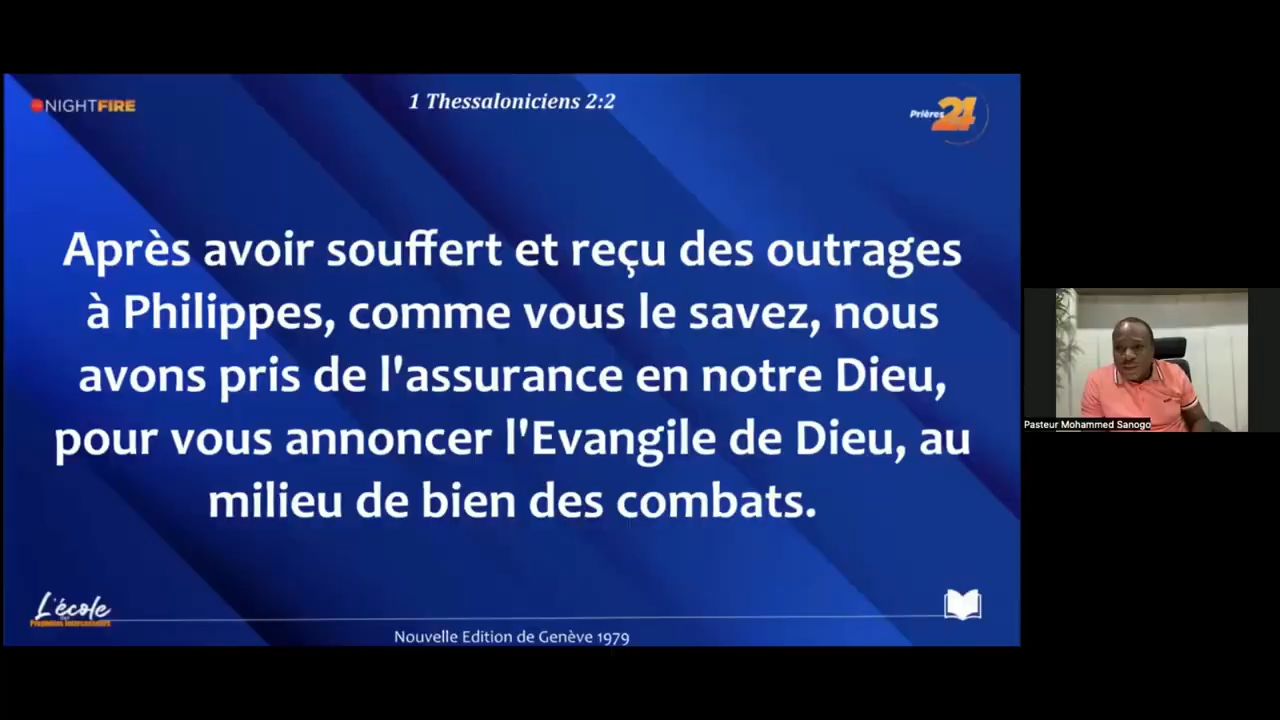 NIGHTFIRE
1 Thessaloniciens 2:2
Prières 24
Après avoir souffert et reçu des outrages
à Philippes, comme vous le savez, nous
avons pris de l'assurance en notre Dieu,
pour vous annoncer l'Evangile de Dieu, au
milieu de bien des combats.
Pasteur Mohammed Sanogo
L'école
Nouvelle Edition de Genève 1979